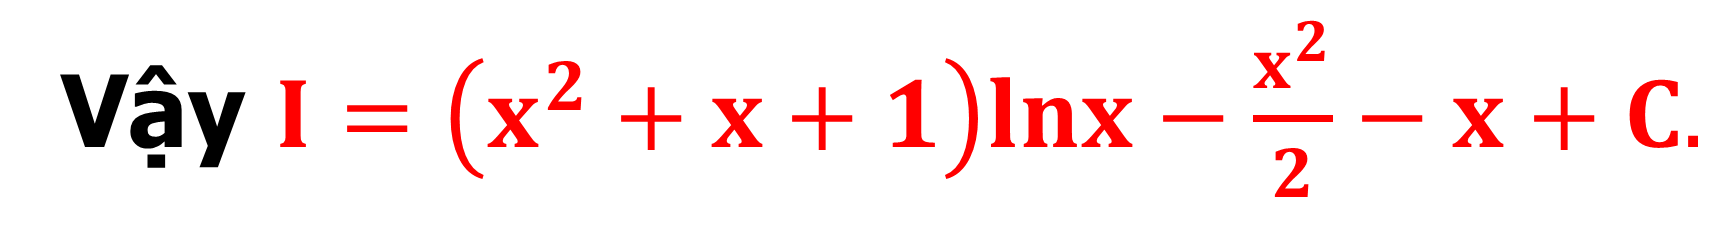 Vậy I = (x² + x + 1)lnx − x²/2 − x + C.